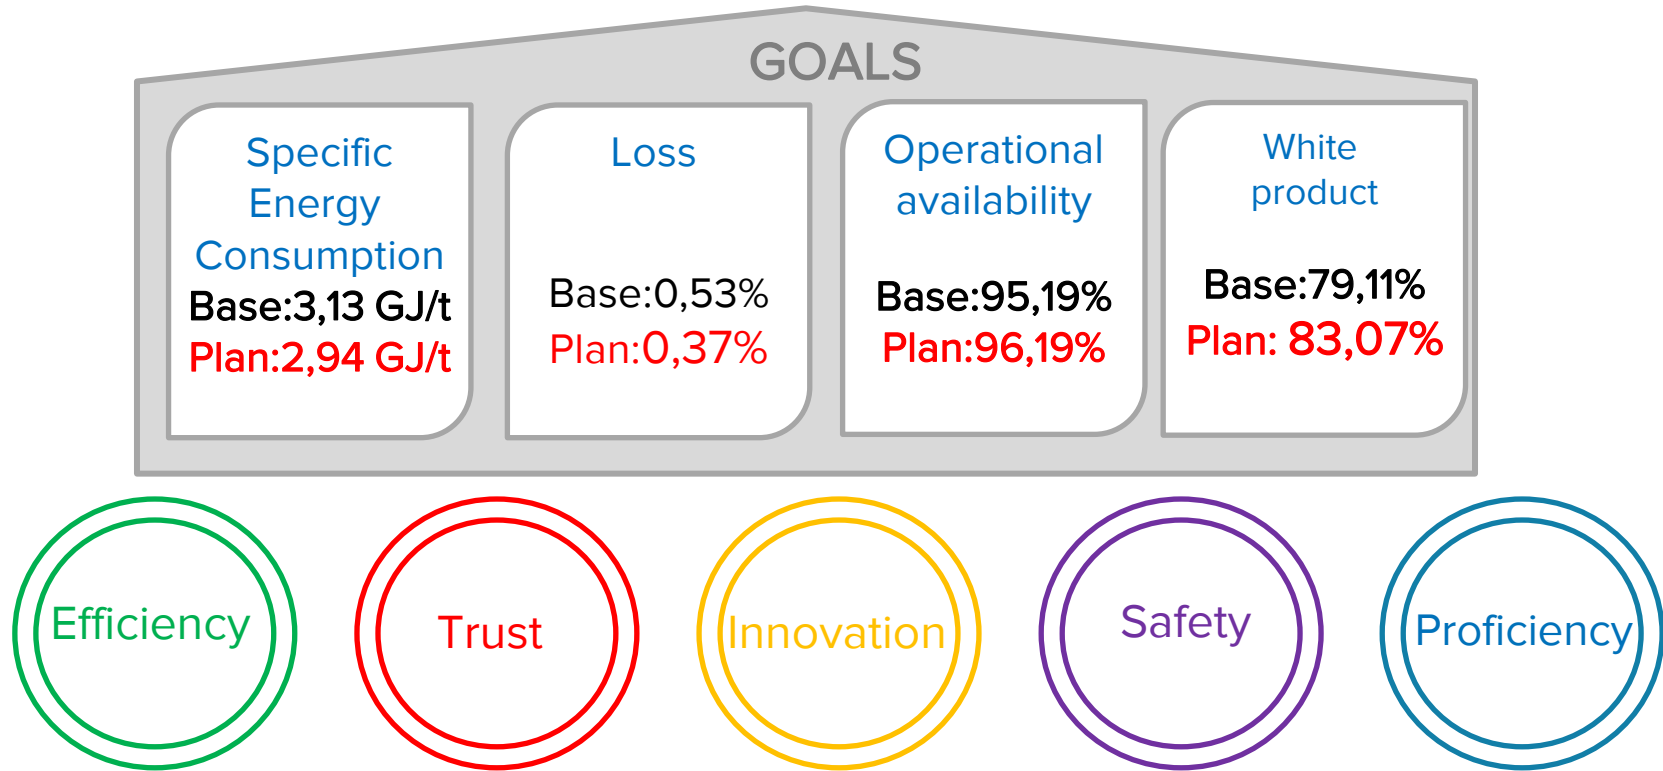 GOALS
Specific
Energy
Consumption
Base:3,13 GJ/t
Plan:2,94 GJ/t
Loss
Base:0,53%
Plan:0,37%
Operational
availability
Base:95,19%
Plan:96,19%
White
product
Base:79,11%
Plan: 83,07%
Efficiency
Trust
Innovation
Safety
Proficiency